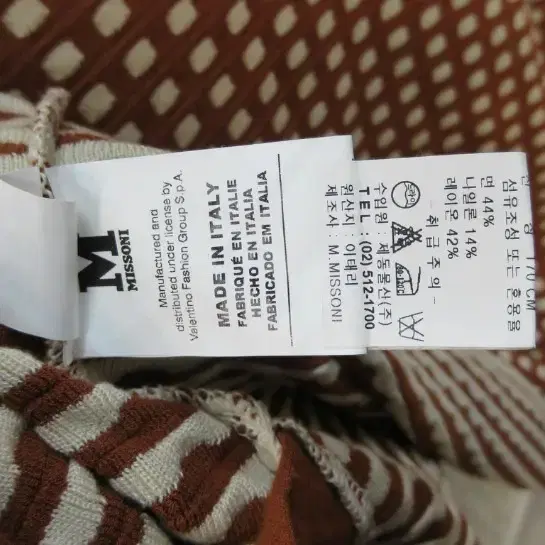 M
MISSONI
Manufactured and
distributed under license by
Valentino Fashion Group S.p.A.
MADE IN ITALY
FABRIQUÉ EN ITALIE
HECHO EN ITALIA
FABRICADO EM ITALIA
170CM
섬유조성 또는 혼용율
면 44%
나일론 14%
레이온 42%
- 취급주의 -
수입원 : 제동물산(주)
TEL : (02) 512-1700
원산지 : 이태리
제조사 : M.MISSONI